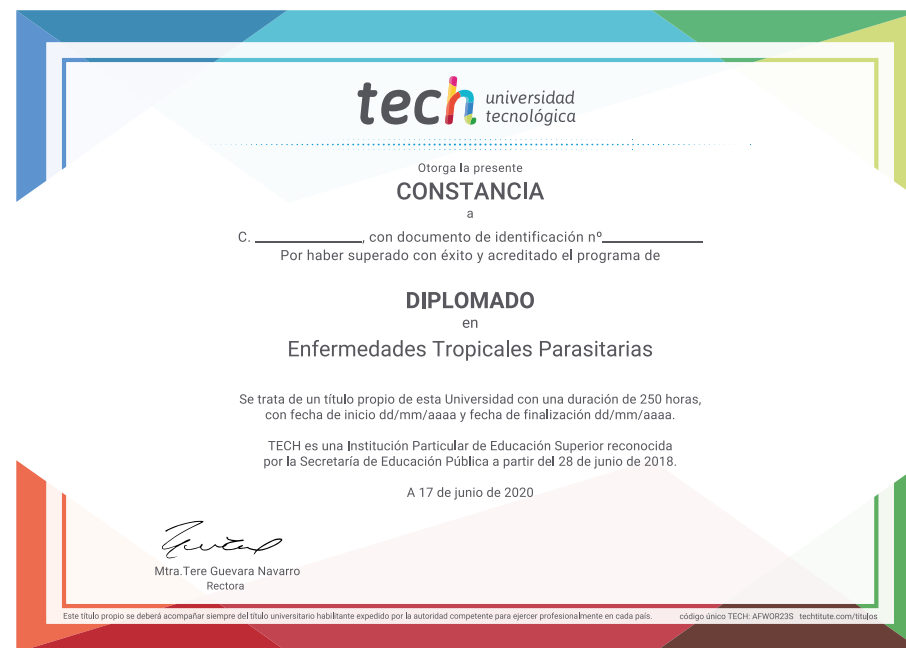 tech universidad
tecnológica
Otorga la presente
CONSTANCIA
a
C. ____________, con documento de identificación nº____________
Por haber superado con éxito y acreditado el programa de
DIPLOMADO
en
Enfermedades Tropicales Parasitarias
Se trata de un título propio de esta Universidad con una duración de 250 horas,
con fecha de inicio dd/mm/aaaa y fecha de finalización dd/mm/aaaa.
TECH es una Institución Particular de Educación Superior reconocida
por la Secretaría de Educación Pública a partir del 28 de junio de 2018.
A 17 de junio de 2020
Mtra.Tere Guevara Navarro
Rectora
Este título propio se deberá acompañar siempre del título universitario habilitante expedido por la autoridad competente para ejercer profesionalmente en cada país. código único TECH: AFWOR23S techtitute.com/titulos